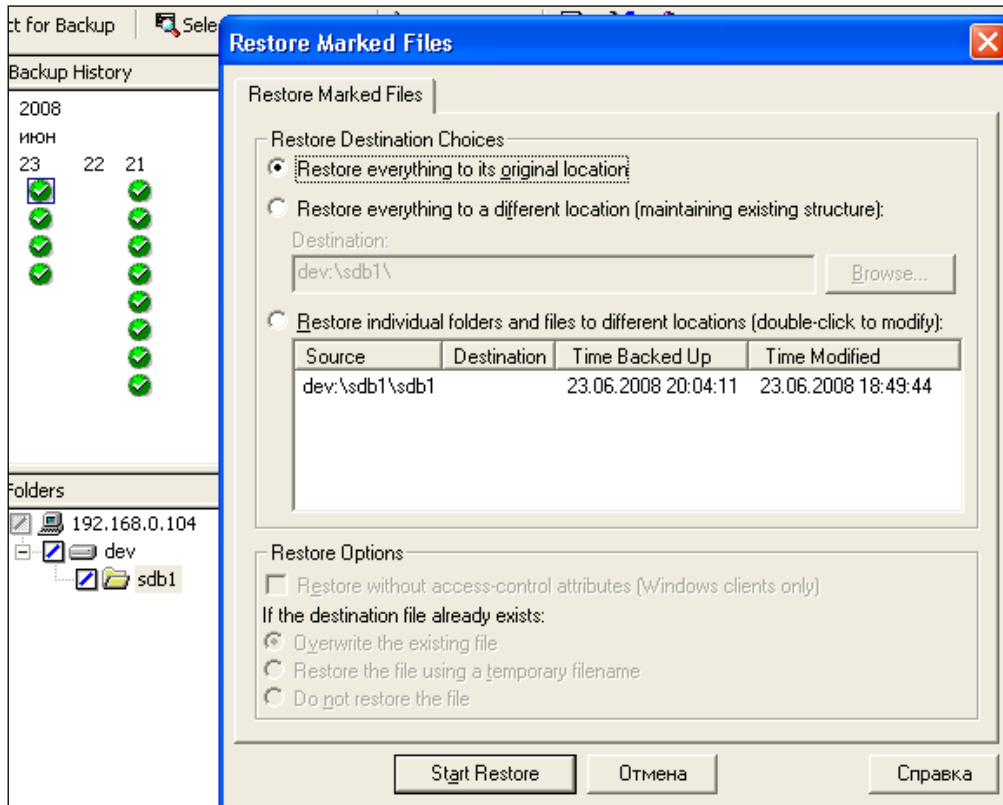 ct for Backup
Sele
Backup History
2008
июн
23 22 21
Folders
192.168.0.104
dev
sdb1
Restore Marked Files
Restore Marked Files
Restore Destination Choices
Restore everything to its original location
Restore everything to a different location (maintaining existing structure):
Destination:
dev:\sdb1\
Browse...
Restore individual folders and files to different locations (double-click to modify):
Source Destination Time Backed Up Time Modified
dev:\sdb1\sdb1 23.06.2008 20:04:11 23.06.2008 18:49:44
Restore Options
Restore without access-control attributes (Windows clients only)
If the destination file already exists:
Overwrite the existing file
Restore the file using a temporary filename
Do not restore the file
Start Restore Отмена Справка